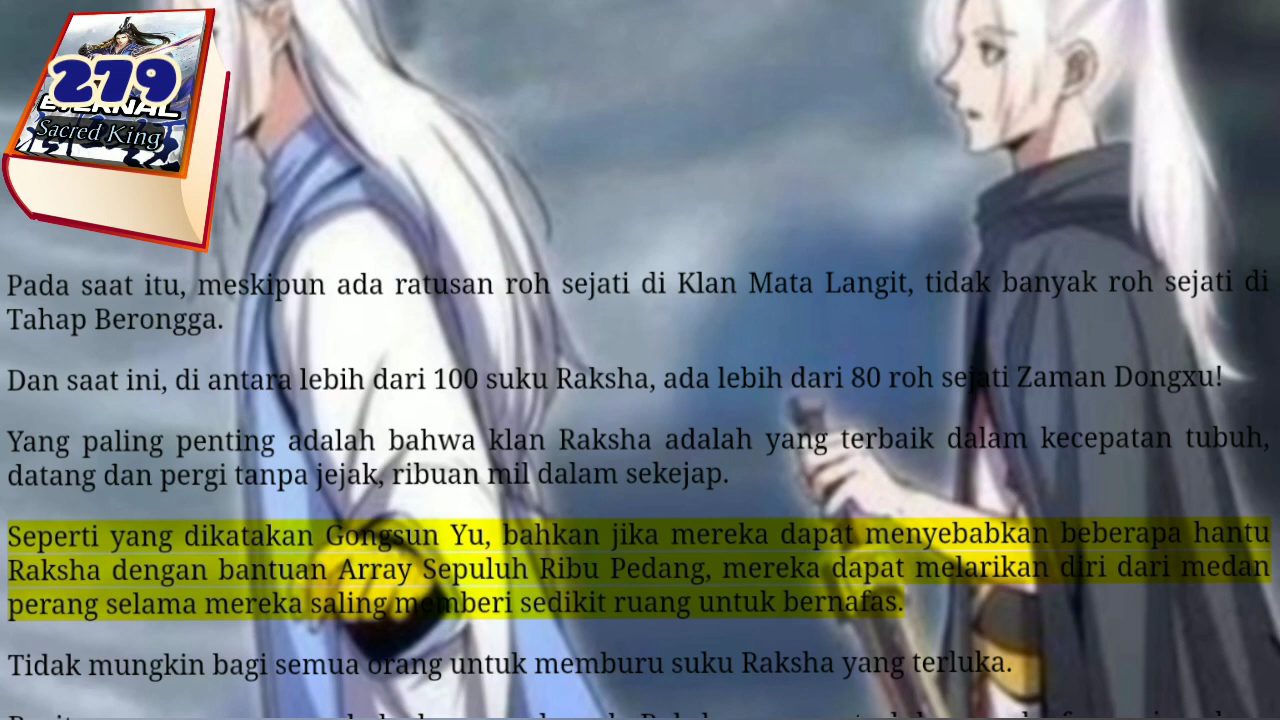 279
ETERNAL
Sacred King
Pada saat itu, meskipun ada ratusan roh sejati di Klan Mata Langit, tidak banyak roh sejati di
Tahap Berongga.
Dan saat ini, di antara lebih dari 100 suku Raksha, ada lebih dari 80 roh sejati Zaman Dongxu!
Yang paling penting adalah bahwa klan Raksha adalah yang terbaik dalam kecepatan tubuh,
datang dan pergi tanpa jejak, ribuan mil dalam sekejap.
Seperti yang dikatakan Gongsun Yu, bahkan jika mereka dapat menyebabkan beberapa hantu
Raksha dengan bantuan Array Sepuluh Ribu Pedang, mereka dapat melarikan diri dari medan
perang selama mereka saling memberi sedikit ruang untuk bernafas.
Tidak mungkin bagi semua orang untuk memburu suku Raksha yang terluka.